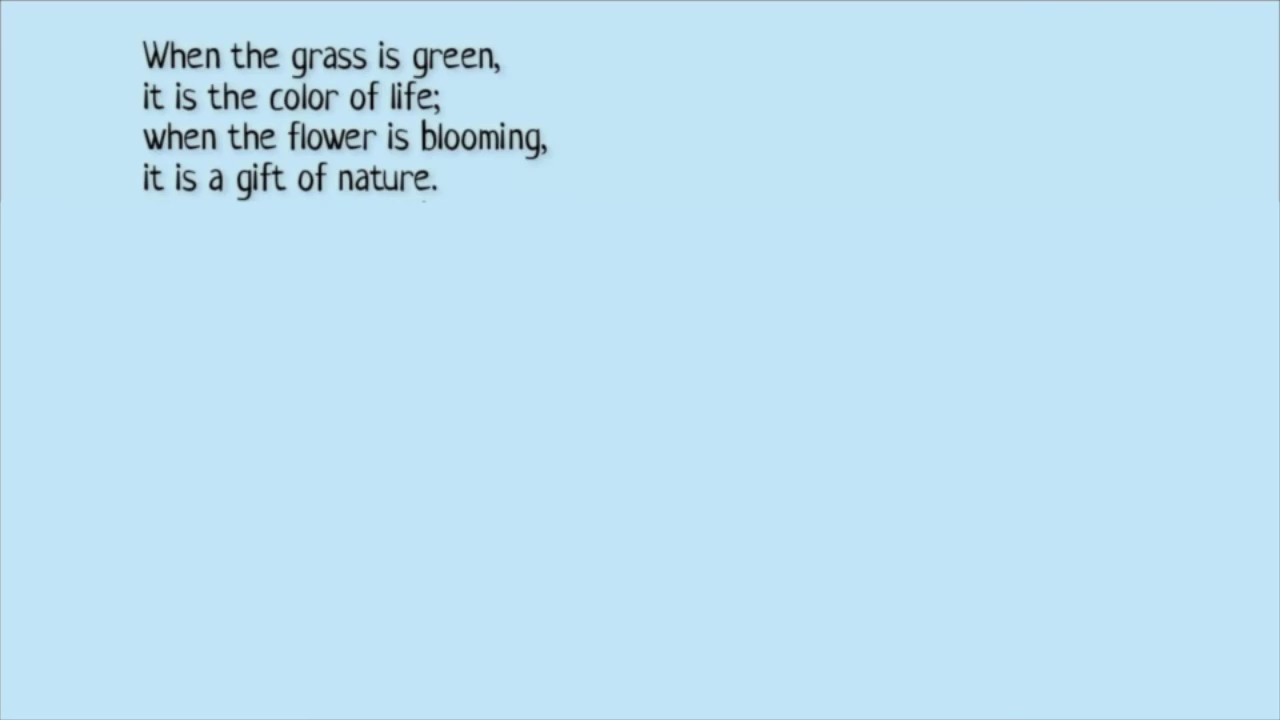 When the grass is green,
it is the color of life;
when the flower is blooming,
it is a gift of nature.